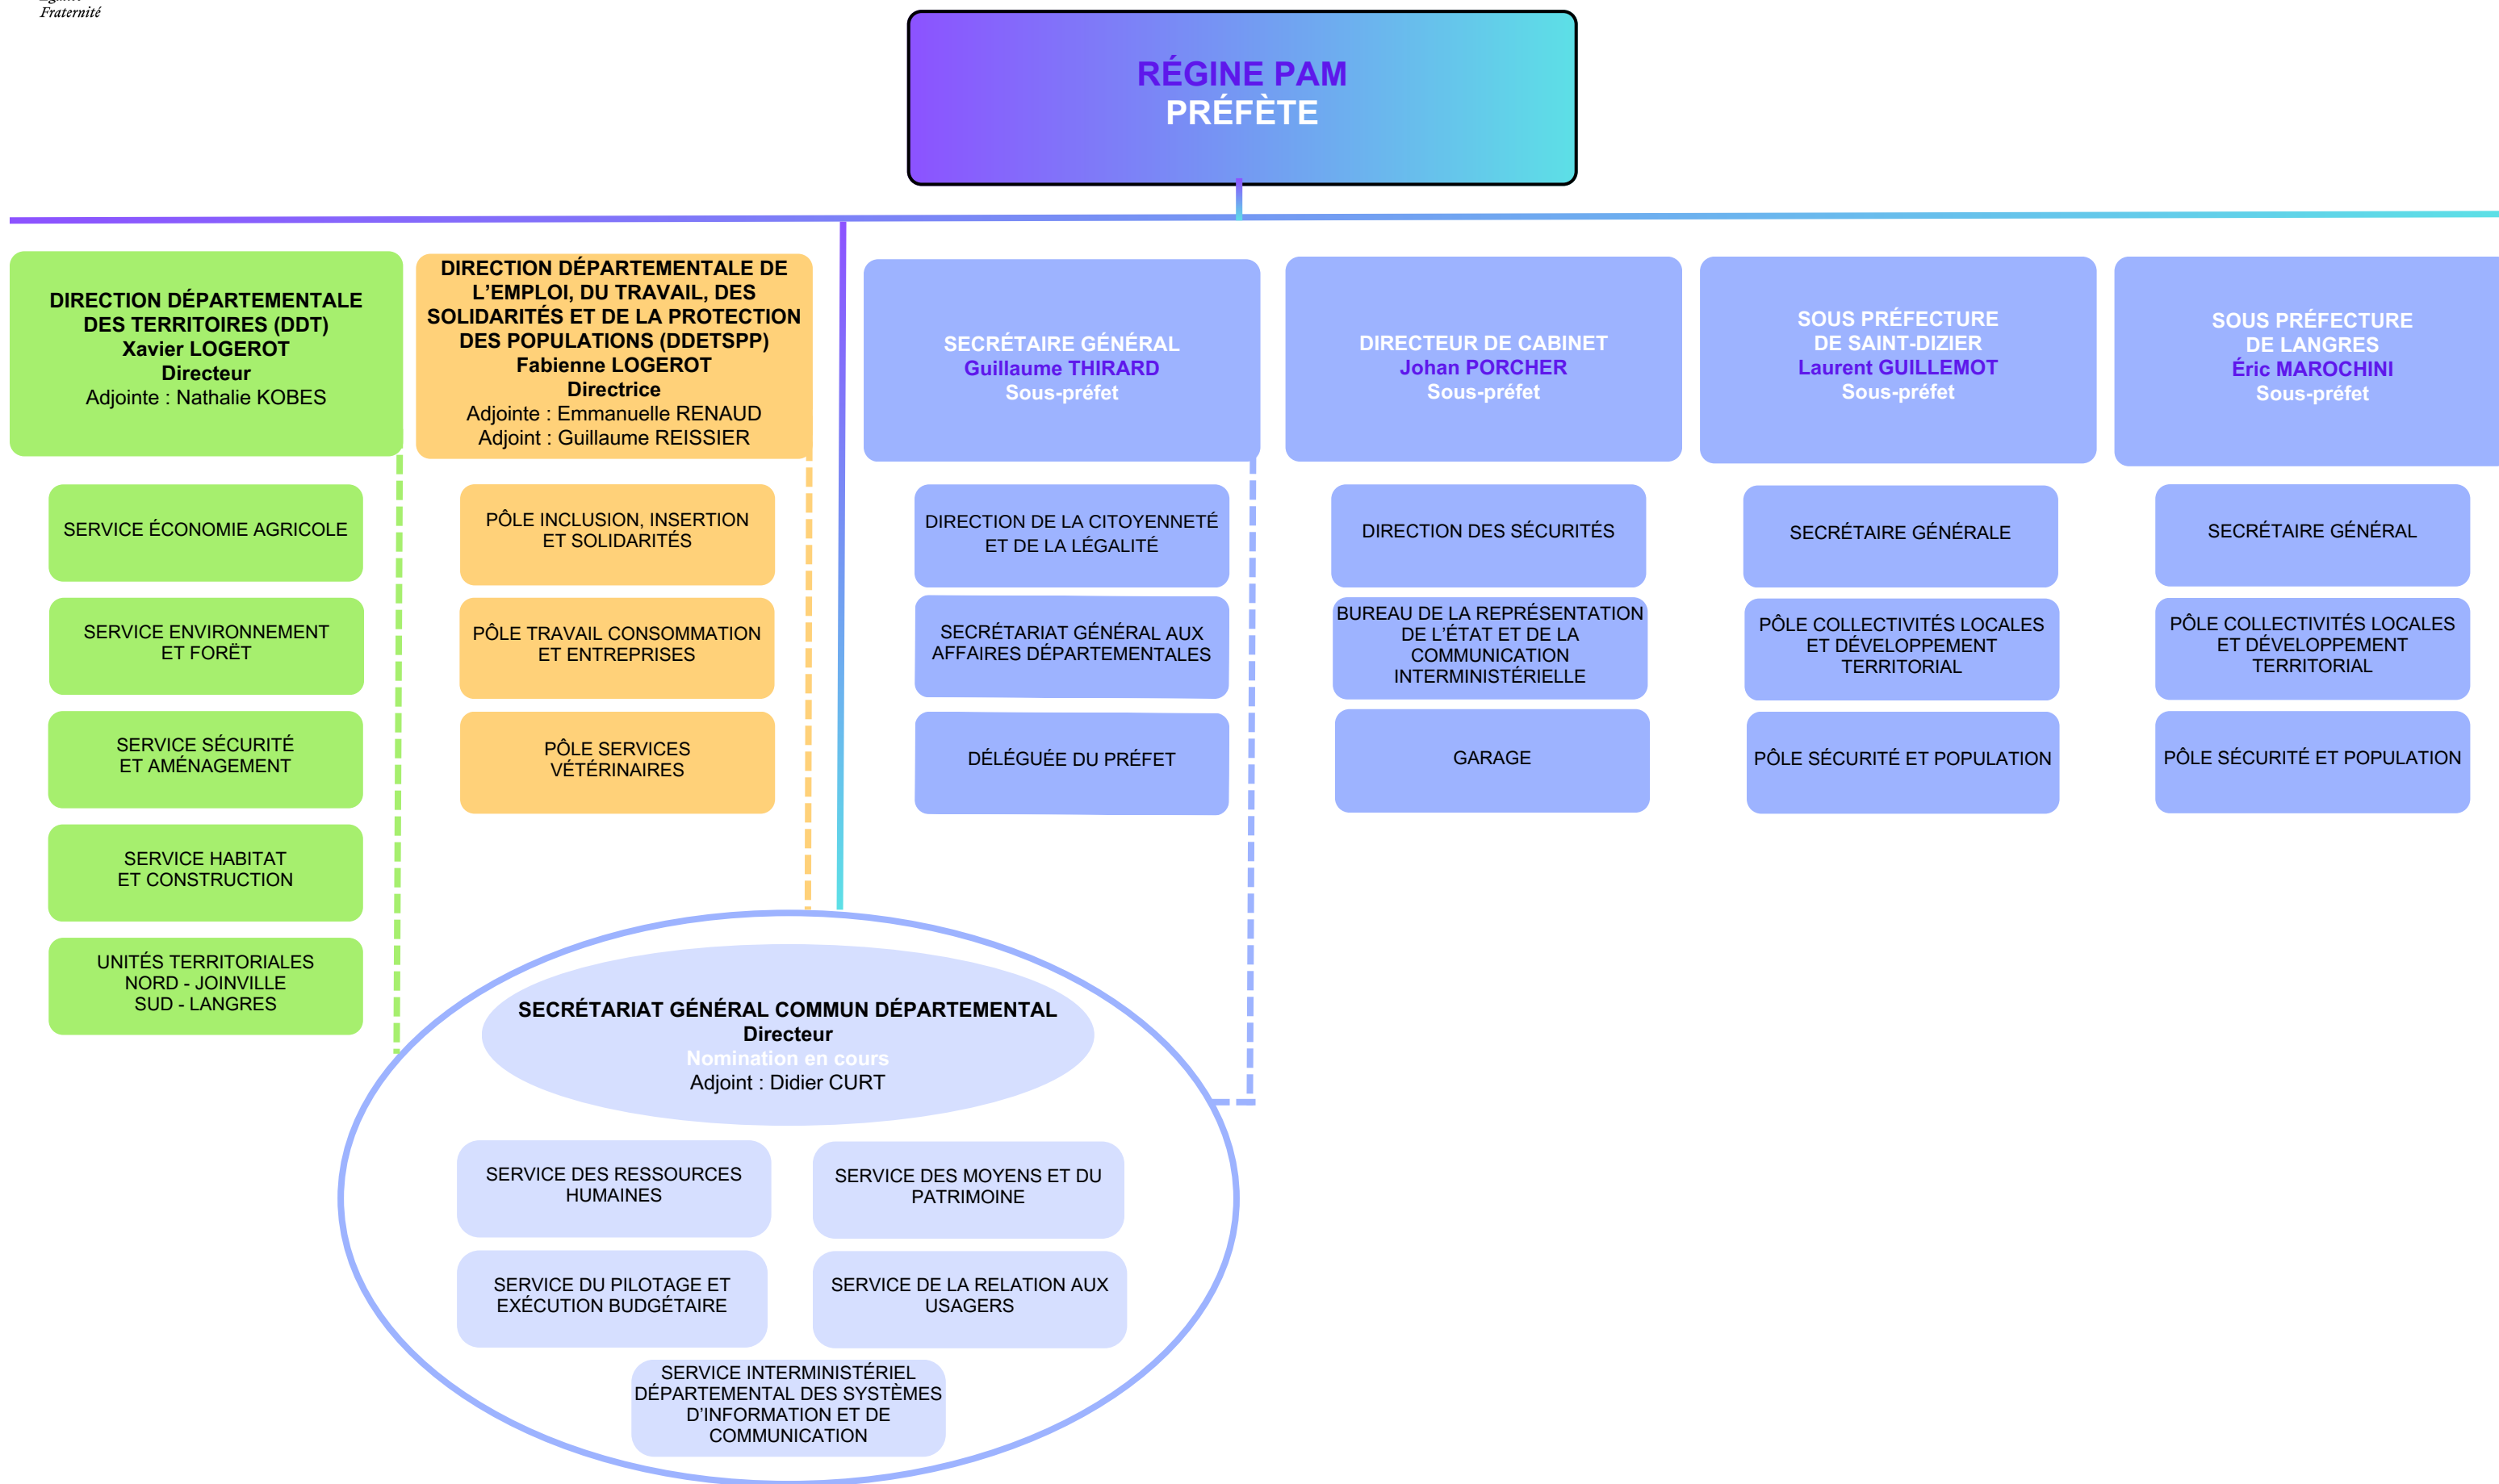 Fraternité
RÉGINE PAM
PRÉFÈTE
DIRECTION DÉPARTEMENTALE
DES TERRITOIRES (DDT)
Xavier LOGEROT
Directeur
Adjointe : Nathalie KOBES
SERVICE ÉCONOMIE AGRICOLE
SERVICE ENVIRONNEMENT
ET FORËT
SERVICE SÉCURITÉ
ET AMÉNAGEMENT
SERVICE HABITAT
ET CONSTRUCTION
UNITÉS TERRITORIALES
NORD - JOINVILLE
SUD - LANGRES
DIRECTION DÉPARTEMENTALE DE
L’EMPLOI, DU TRAVAIL, DES
SOLIDARITÉS ET DE LA PROTECTION
DES POPULATIONS (DDETSPP)
Fabienne LOGEROT
Directrice
Adjointe : Emmanuelle RENAUD
Adjoint : Guillaume REISSIER
PÔLE INCLUSION, INSERTION
ET SOLIDARITÉS
PÔLE TRAVAIL CONSOMMATION
ET ENTREPRISES
PÔLE SERVICES
VÉTÉRINAIRES
SECRÉTAIRE GÉNÉRAL
Guillaume THIRARD
Sous-préfet
DIRECTION DE LA CITOYENNETÉ
ET DE LA LÉGALITÉ
SECRÉTARIAT GÉNÉRAL AUX
AFFAIRES DÉPARTEMENTALES
DÉLÉGUÉE DU PRÉFET
DIRECTEUR DE CABINET
Johan PORCHER
Sous-préfet
DIRECTION DES SÉCURITÉS
BUREAU DE LA REPRÉSENTATION
DE L’ÉTAT ET DE LA
COMMUNICATION
INTERMINISTÉRIELLE
GARAGE
SOUS PRÉFECTURE
DE SAINT-DIZIER
Laurent GUILLEMOT
Sous-préfet
SECRÉTAIRE GÉNÉRALE
PÔLE COLLECTIVITÉS LOCALES
ET DÉVELOPPEMENT
TERRITORIAL
PÔLE SÉCURITÉ ET POPULATION
SOUS PRÉFECTURE
DE LANGRES
Éric MAROCHINI
Sous-préfet
SECRÉTAIRE GÉNÉRAL
PÔLE COLLECTIVITÉS LOCALES
ET DÉVELOPPEMENT
TERRITORIAL
PÔLE SÉCURITÉ ET POPULATION
SECRÉTARIAT GÉNÉRAL COMMUN DÉPARTEMENTAL
Directeur
Nomination en cours
Adjoint : Didier CURT
SERVICE DES RESSOURCES
HUMAINES
SERVICE DES MOYENS ET DU
PATRIMOINE
SERVICE DU PILOTAGE ET
EXÉCUTION BUDGÉTAIRE
SERVICE DE LA RELATION AUX
USAGERS
SERVICE INTERMINISTÉRIEL
DÉPARTEMENTAL DES SYSTÈMES
D’INFORMATION ET DE
COMMUNICATION